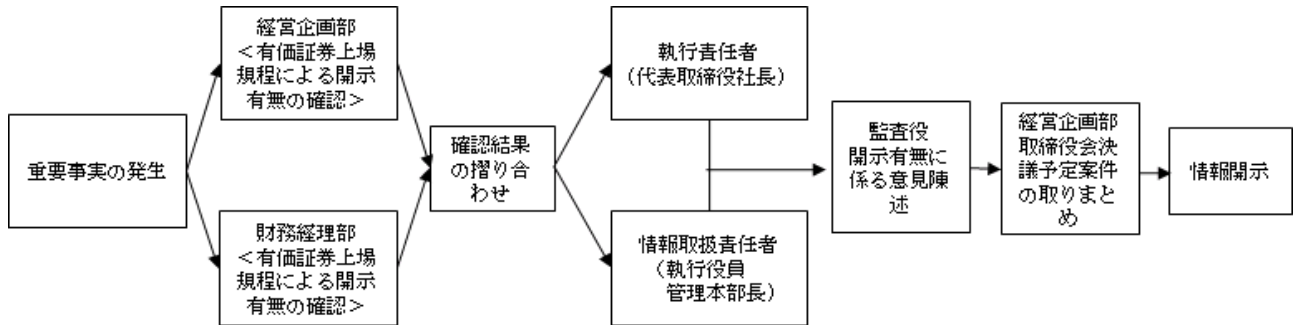 重要事実の発生
経営企画部
＜有価証券上場
規程による開示
有無の確認＞
財務経理部
＜有価証券上場
規程による開示
有無の確認＞
確認結果
の摺り合
わせ
執行責任者
（代表取締役社長）
情報取扱責任者
（執行役員
管理本部長）
監査役
開示有無に
係る意見陳
述
経営企画部
取締役会決
議予定案件
の取りまと
め
情報開示